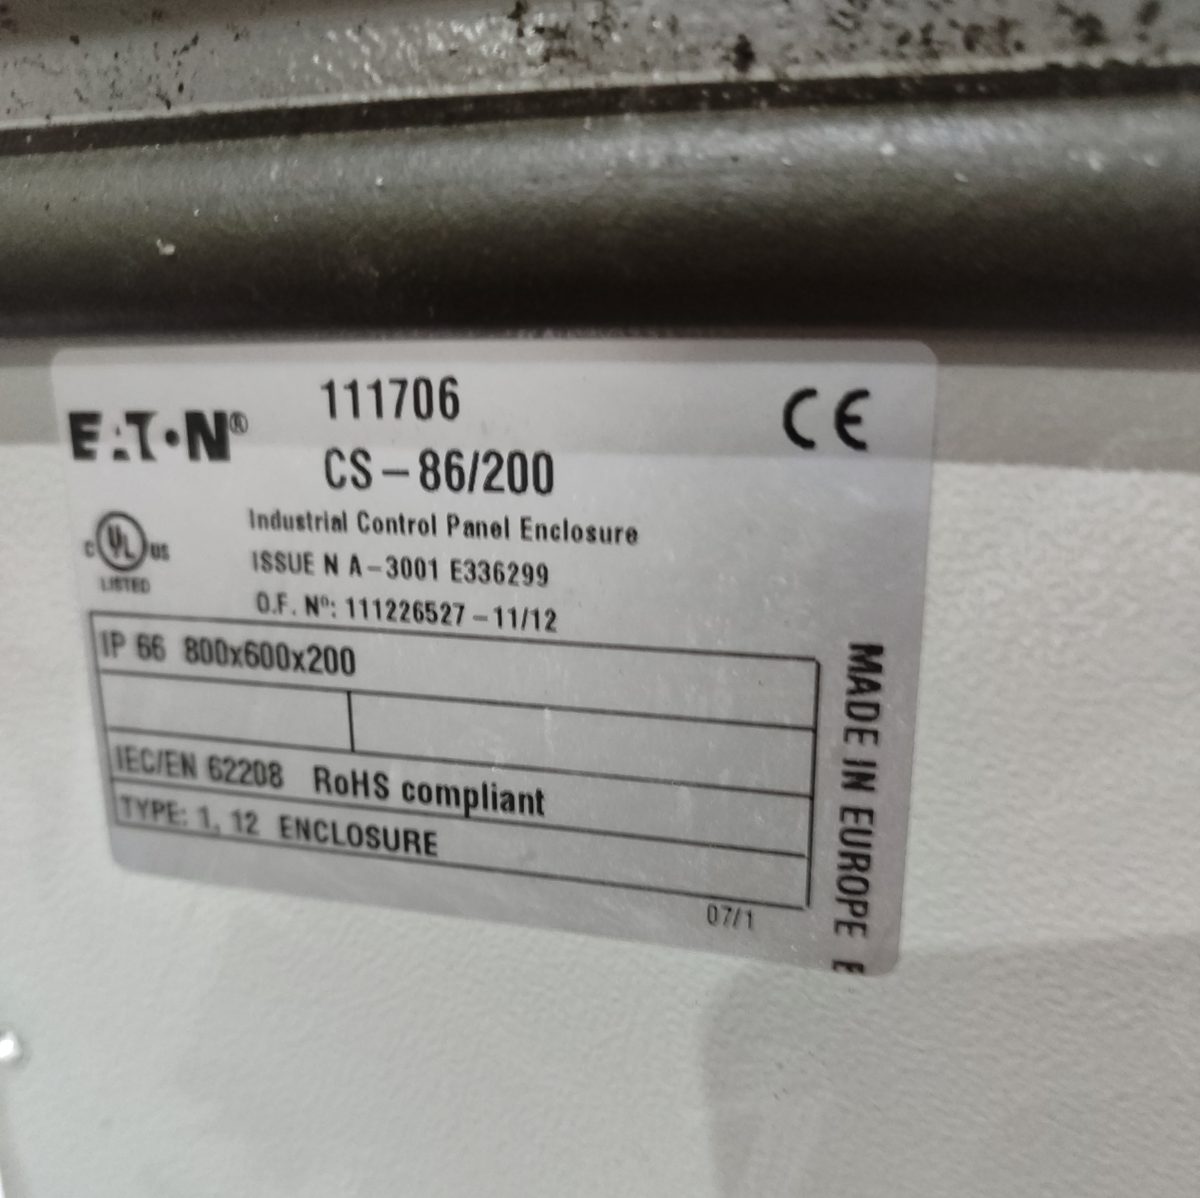 EAT•N®
111706
CS – 86/200
CE
Industrial Control Panel Enclosure
ISSUE N A – 3001 E336299
O.F. Nº: 111226527 – 11/12
C UL US
LISTED
IP 66 800x600x200
IEC/EN 62208 RoHS compliant
TYPE: 1, 12 ENCLOSURE
07/1
MADE IN EUROPE